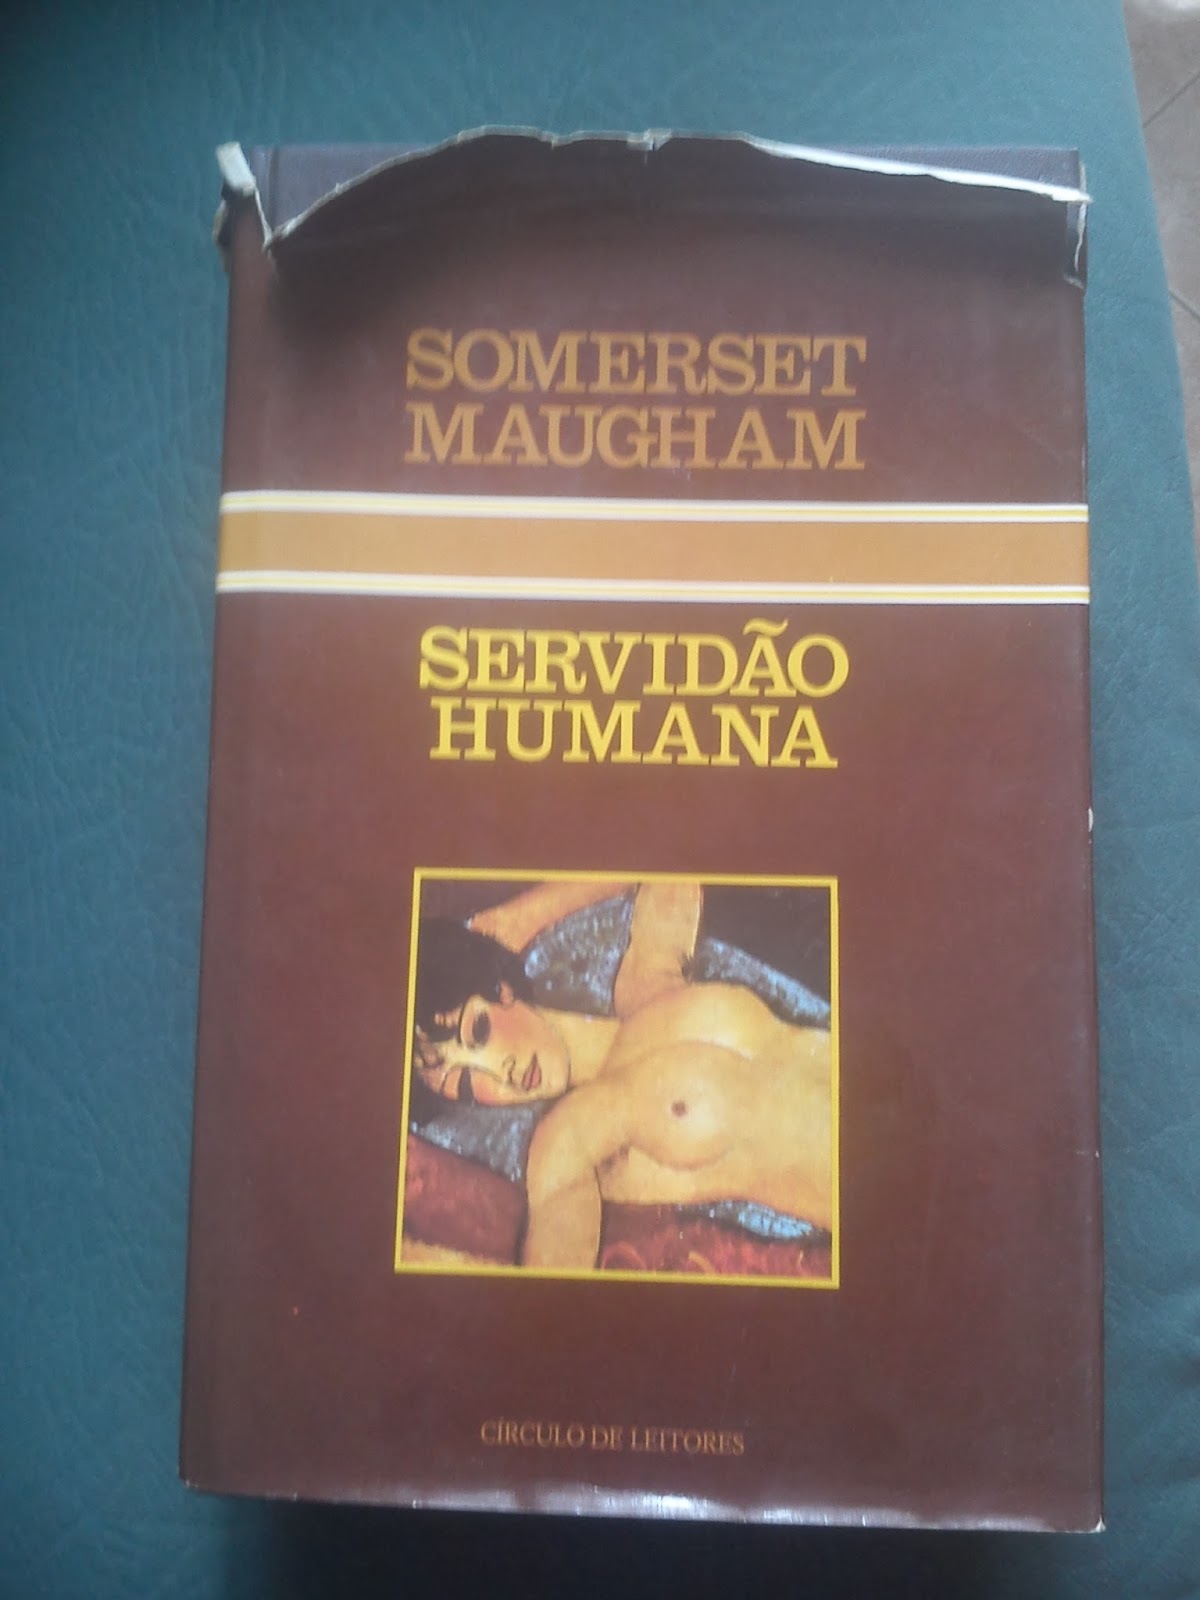 SOMERSET
MAUGHAM
SERVIDÃO
HUMANA
CÍRCULO DE LEITORES